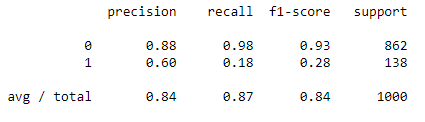 precision recall f1-score support
0 0.88 0.98 0.93 862
1 0.60 0.18 0.28 138
avg / total 0.84 0.87 0.84 1000